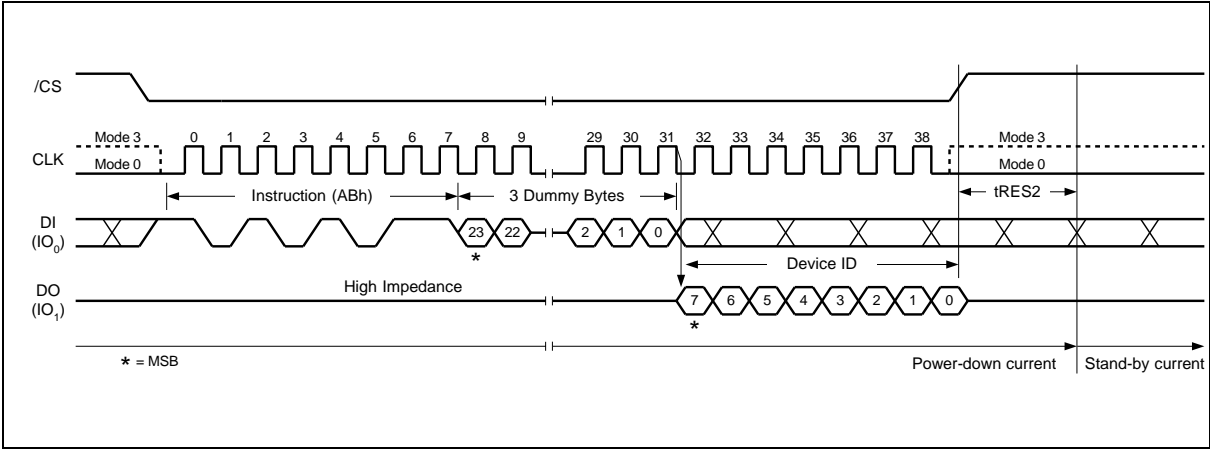 /CS
Mode 3 0 1 2 3 4 5 6 7 8 9 29 30 31 32 33 34 35 36 37 38 Mode 3
CLK
Mode 0 Mode 0
Instruction (ABh) 3 Dummy Bytes tRES2
DI
(IO0)
23 22 2 1 0
*
Device ID
High Impedance
DO
(IO1)
7 6 5 4 3 2 1 0
*
* = MSB
Power-down current Stand-by current